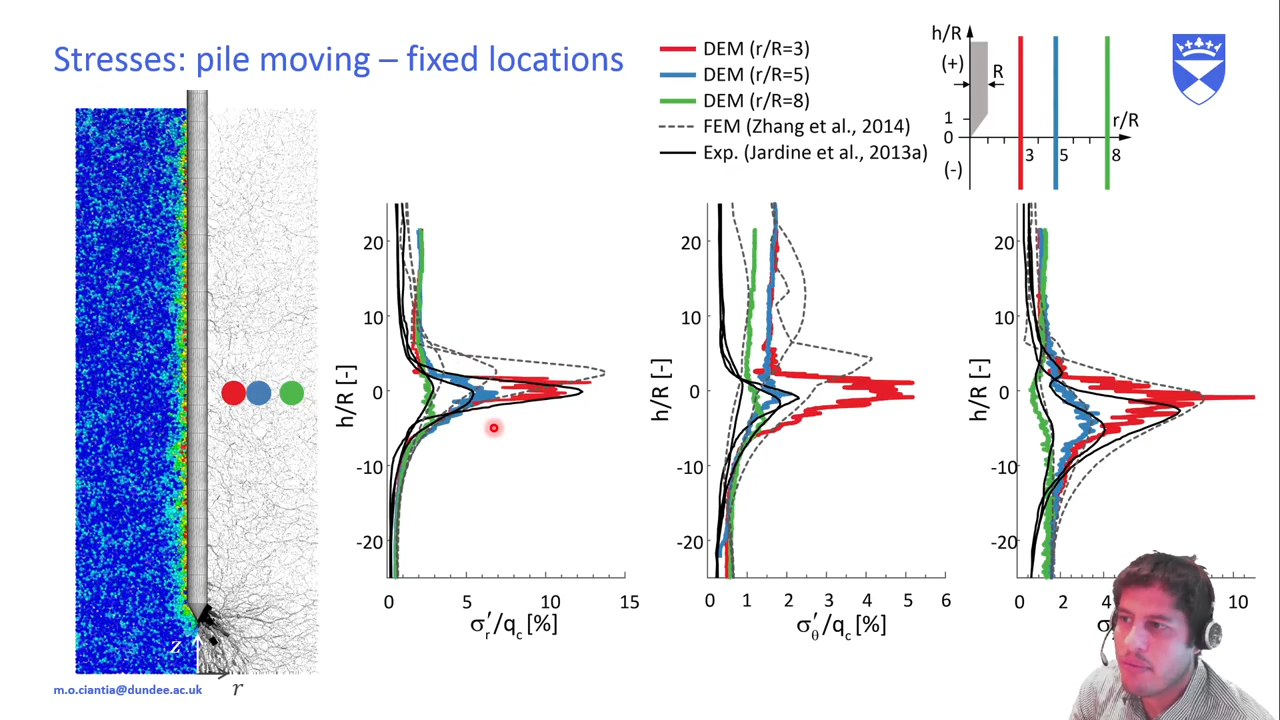 Stresses: pile moving – fixed locations
DEM (r/R=3)
DEM (r/R=5)
DEM (r/R=8)
FEM (Zhang et al., 2014)
Exp. (Jardine et al., 2013a)
h/R
(+)
R
1
0
(-)
r/R
3
5
8
z
r
h/R [-]
20
10
0
-10
-20
0
5
10
15
σ′r/qc [%]
h/R [-]
20
10
0
-10
-20
0
1
2
3
4
5
6
σ′θ/qc [%]
h/R [-]
20
10
0
-10
-20
0
2
4
10
m.o.ciantia@dundee.ac.uk